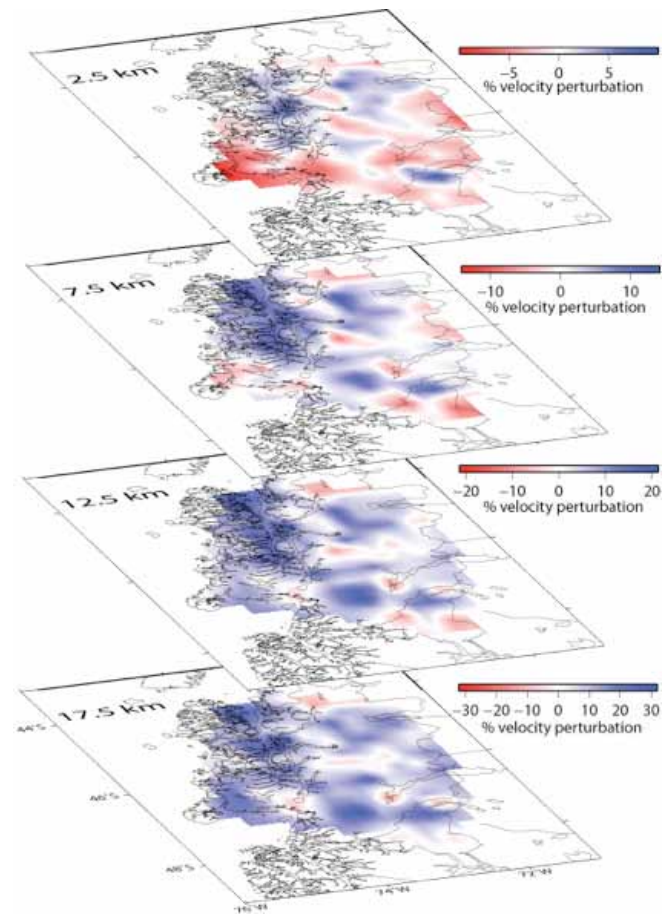 2.5 km
−5 0 5
% velocity perturbation
7.5 km
−10 0 10
% velocity perturbation
12.5 km
−20 −10 0 10 20
% velocity perturbation
17.5 km
−30 −20 −10 0 10 20 30
% velocity perturbation
44˚S
46˚S
48˚S
76˚W
74˚W
72˚W